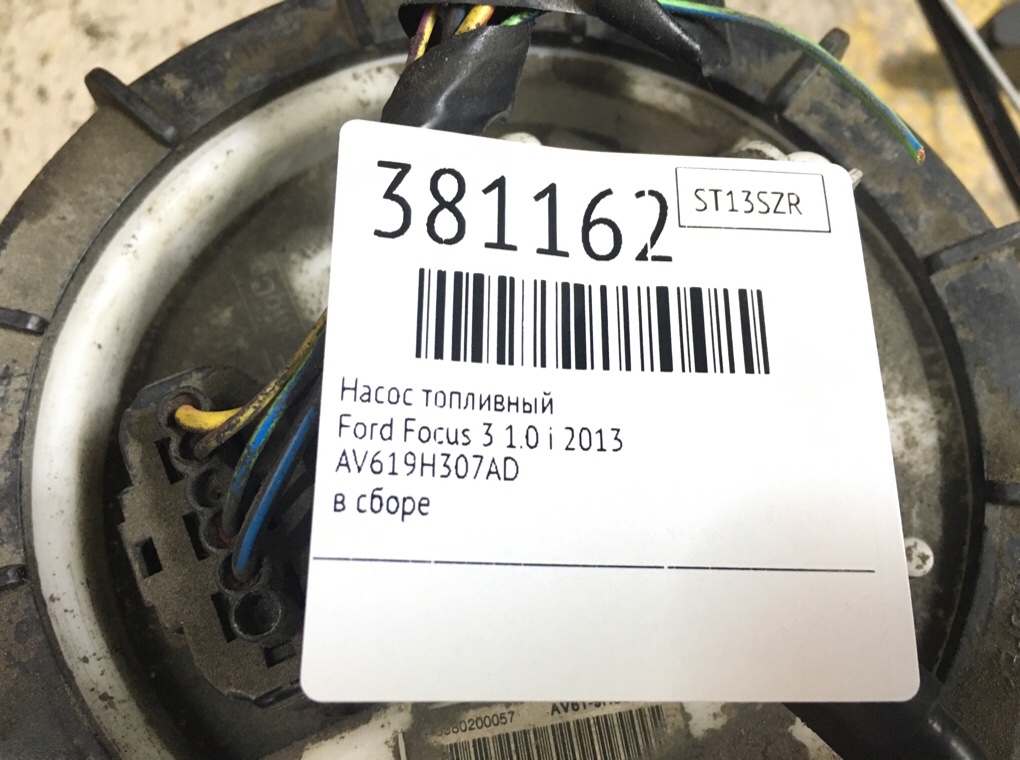 381162
ST13SZR
Насос топливный
Ford Focus 3 1.0 i 2013
AV619H307AD
в сборе